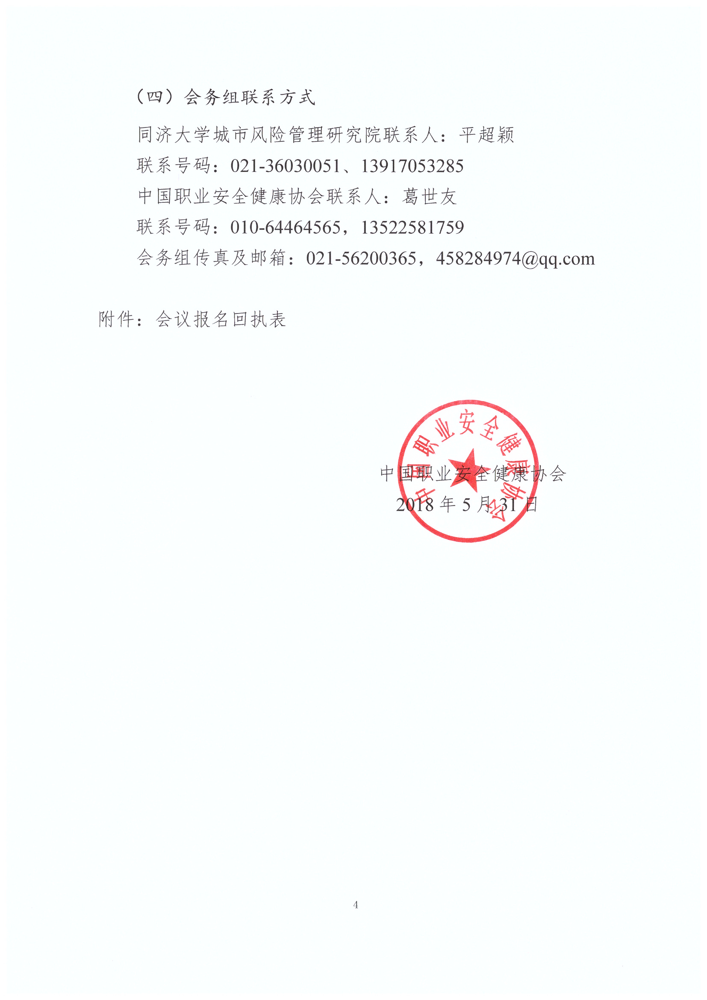 （四）会务组联系方式
同济大学城市风险管理研究院联系人：平超颖
联系号码：021-36030051、13917053285
中国职业安全健康协会联系人：葛世友
联系号码：010-64464565，13522581759
会务组传真及邮箱：021-56200365，458284974@qq.com
附件：会议报名回执表
中国职业安全健康协会
中国职业安全健康协会
2018 年 5 月 31 日
4